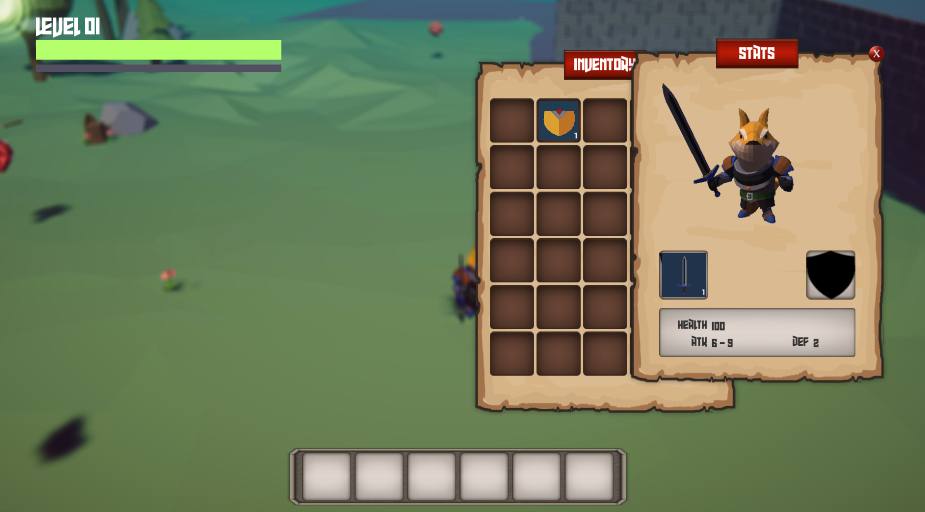 LEVEL 01
INVENTORY
STATS
X
1
1
HEALTH 100
ATK 6 - 9
DEF 2